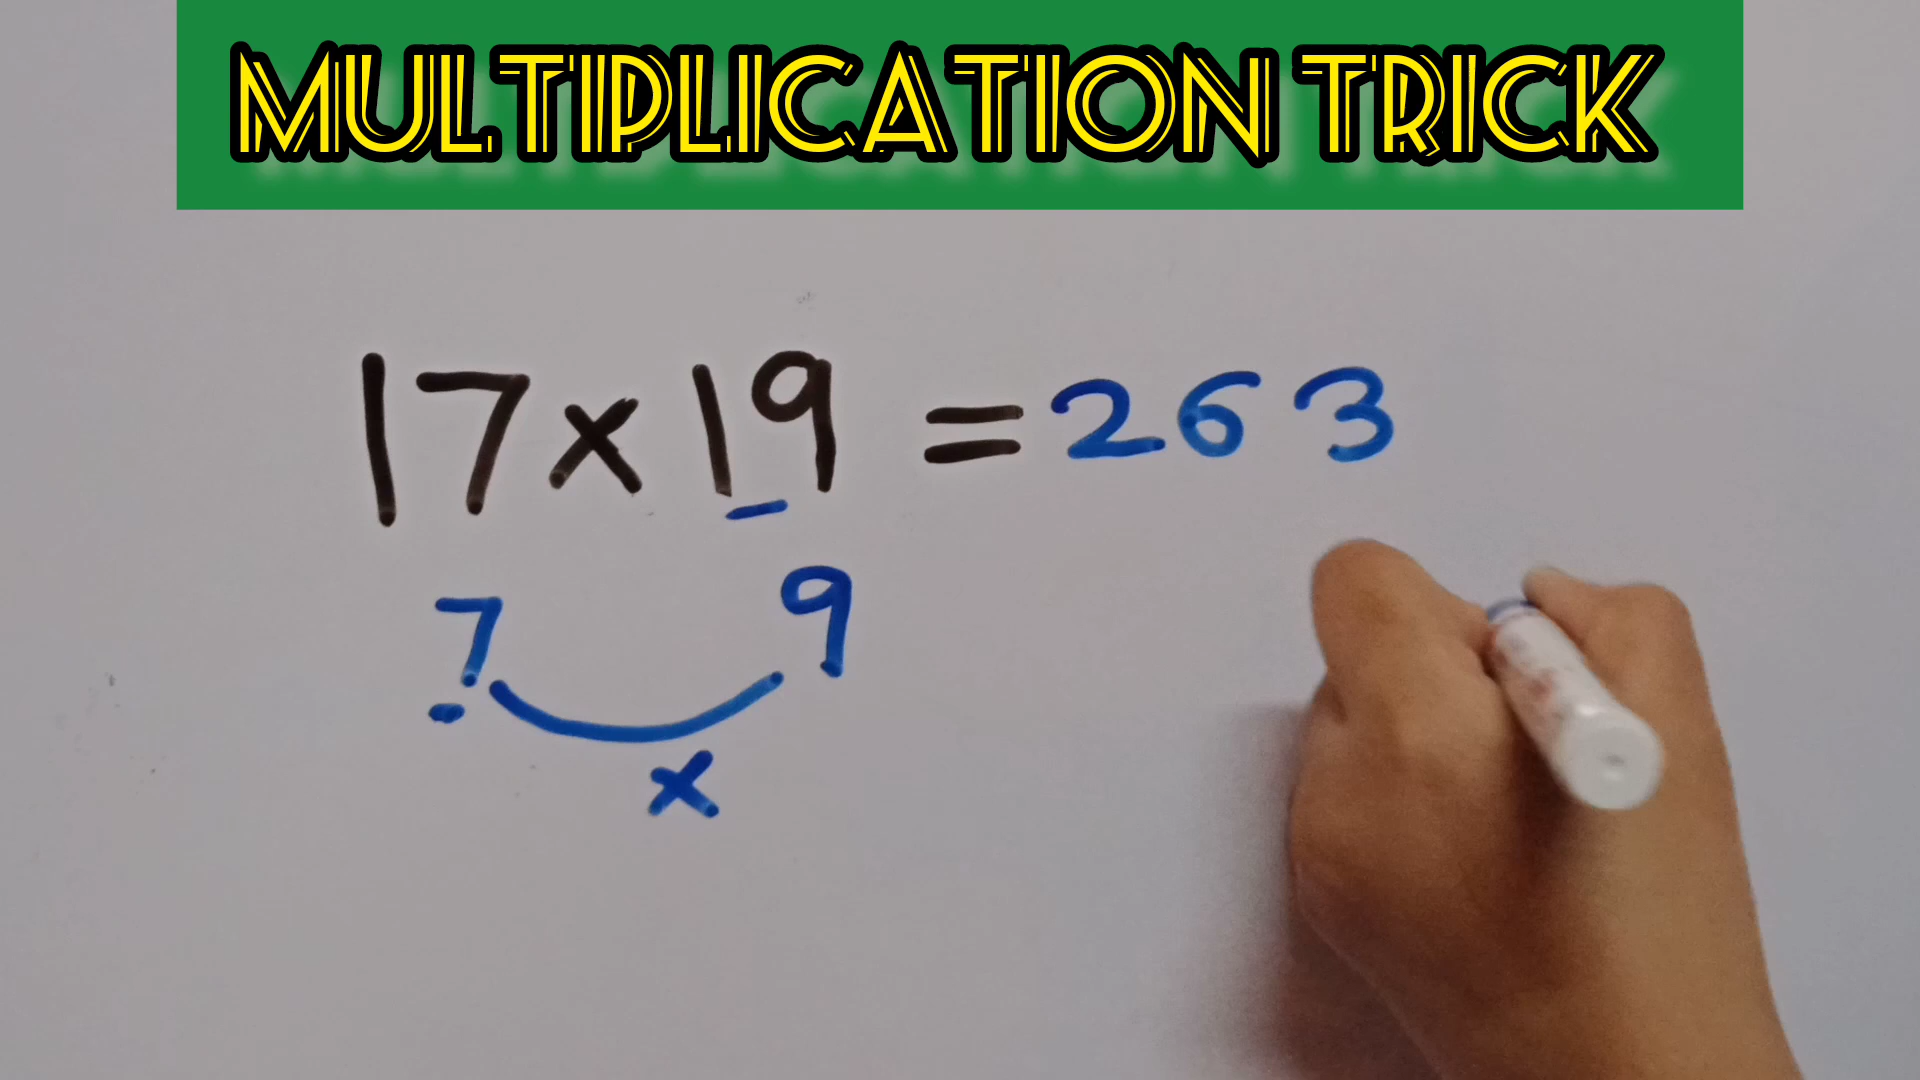 MULTIPLICATION TRICK
17 x 19 = 263
7 9
x